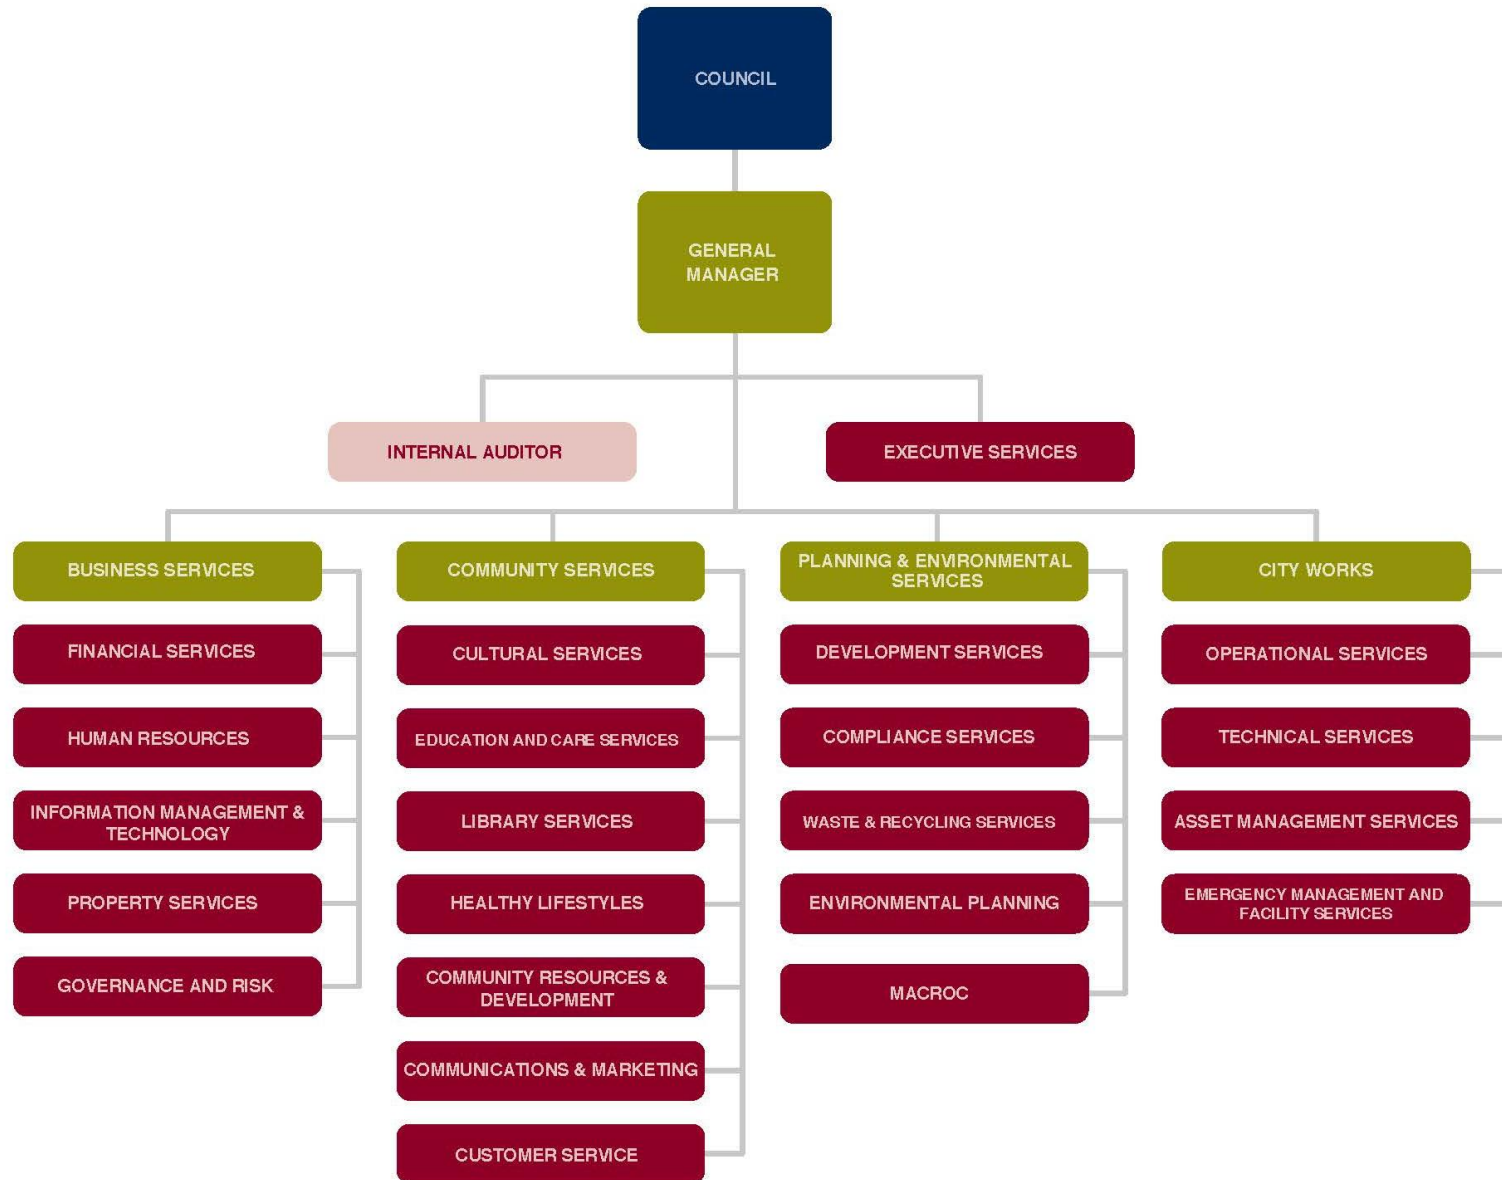 COUNCIL
GENERAL
MANAGER
INTERNAL AUDITOR
EXECUTIVE SERVICES
BUSINESS SERVICES
FINANCIAL SERVICES
HUMAN RESOURCES
INFORMATION MANAGEMENT &
TECHNOLOGY
PROPERTY SERVICES
GOVERNANCE AND RISK
COMMUNITY SERVICES
CULTURAL SERVICES
EDUCATION AND CARE SERVICES
LIBRARY SERVICES
HEALTHY LIFESTYLES
COMMUNITY RESOURCES &
DEVELOPMENT
COMMUNICATIONS & MARKETING
CUSTOMER SERVICE
PLANNING & ENVIRONMENTAL
SERVICES
DEVELOPMENT SERVICES
COMPLIANCE SERVICES
WASTE & RECYCLING SERVICES
ENVIRONMENTAL PLANNING
MACROC
CITY WORKS
OPERATIONAL SERVICES
TECHNICAL SERVICES
ASSET MANAGEMENT SERVICES
EMERGENCY MANAGEMENT AND
FACILITY SERVICES